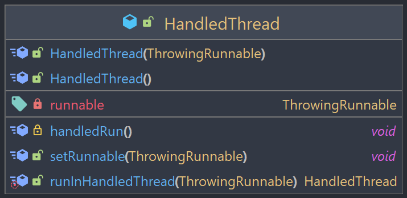 HandledThread
HandledThread(ThrowingRunnable)
HandledThread()
runnable ThrowingRunnable
handledRun() void
setRunnable(ThrowingRunnable) void
runInHandledThread(ThrowingRunnable) HandledThread